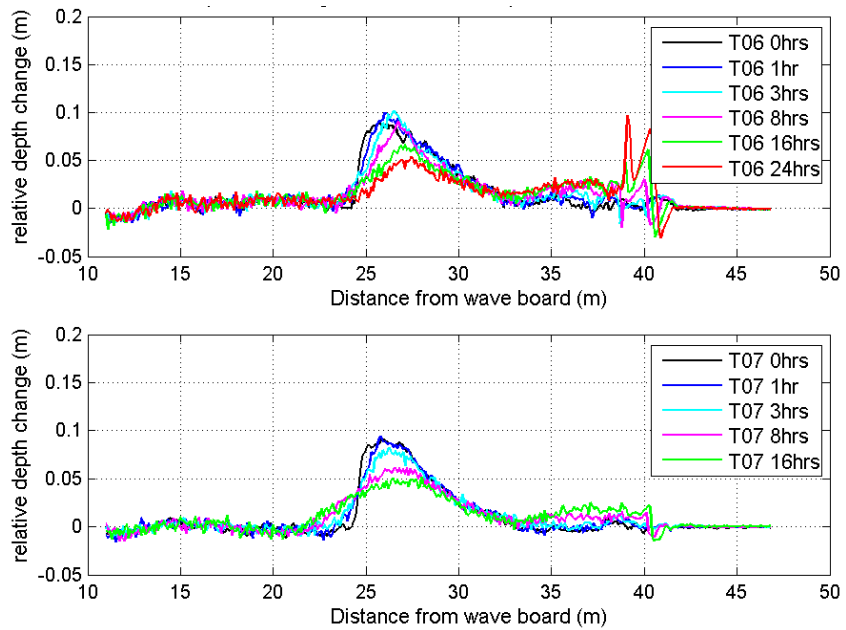 0.2
0.15
0.1
0.05
0
-0.05
relative depth change (m)
10 15 20 25 30 35 40 45 50
Distance from wave board (m)
T06 0hrs
T06 1hr
T06 3hrs
T06 8hrs
T06 16hrs
T06 24hrs
0.2
0.15
0.1
0.05
0
-0.05
relative depth change (m)
10 15 20 25 30 35 40 45 50
Distance from wave board (m)
T07 0hrs
T07 1hr
T07 3hrs
T07 8hrs
T07 16hrs